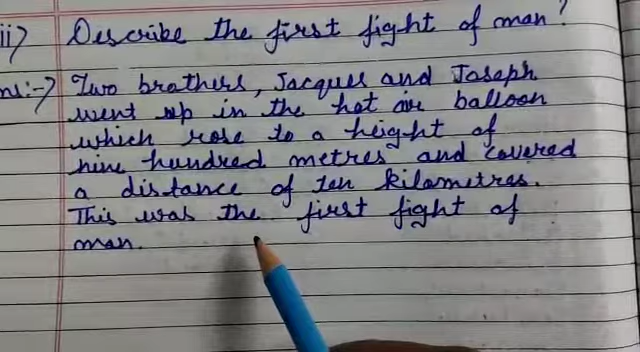 ii) Describe the first fight of man?
ns:-) Two brothers, Jacques and Joseph
went up in the hot air balloon
which rose to a height of
nine hundred metres and covered
a distance of ten kilometres.
This was the first fight of
man.